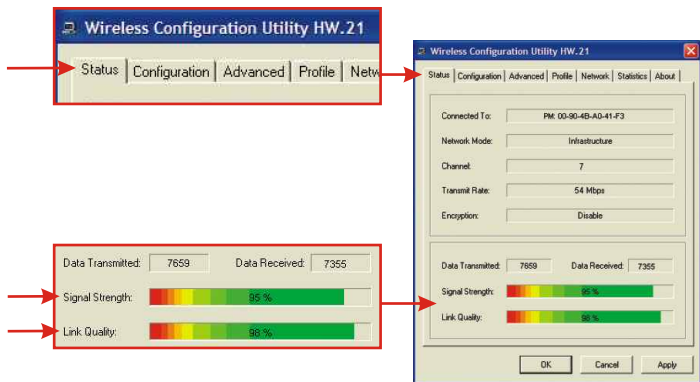 Wireless Configuration Utility HW.21
Status Configuration Advanced Profile Netw
Data Transmitted: 7659 Data Received: 7355
Signal Strength: 95 %
Link Quality: 98 %
Wireless Configuration Utility HW.21
Status Configuration Advanced Profile Network Statistics About
Connected To: PM: 00-90-4B-A0-41-F3
Network Mode: Infrastructure
Channel: 7
Transmit Rate: 54 Mbps
Encryption: Disable
Data Transmitted: 7659 Data Received: 7355
Signal Strength: 95 %
Link Quality: 98 %
OK Cancel Apply